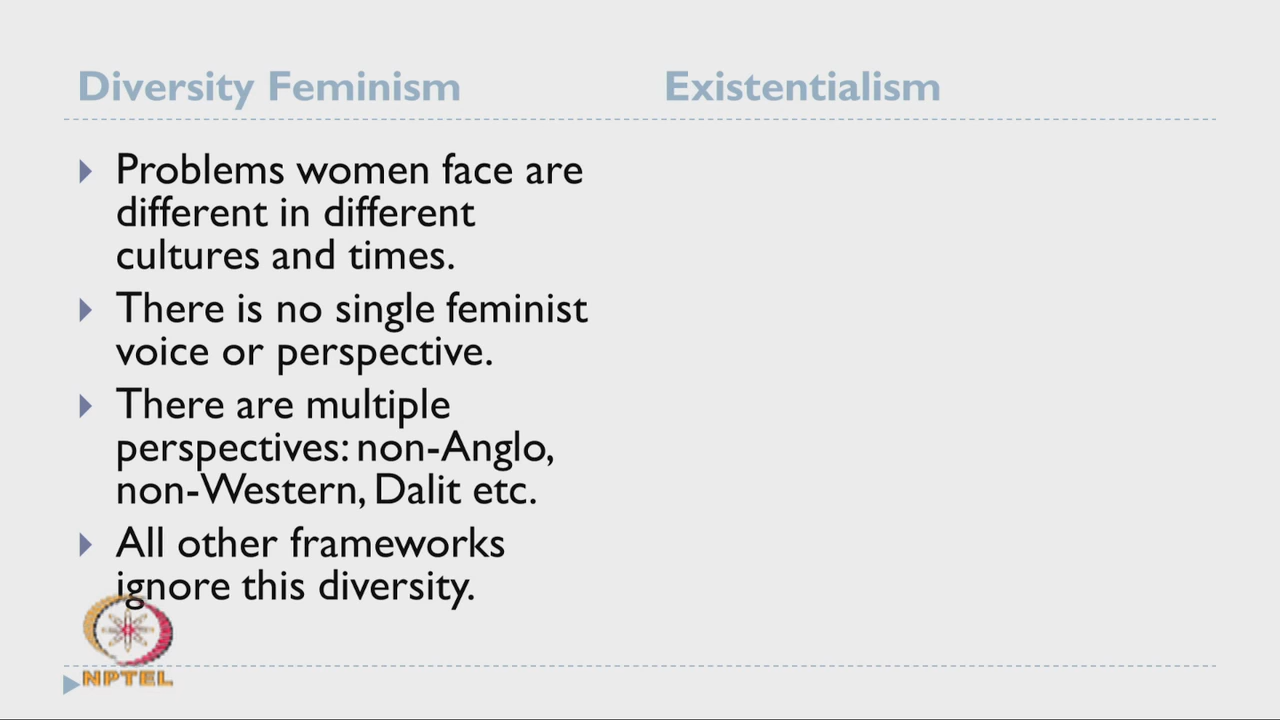 Diversity Feminism
Existentialism
Problems women face are
different in different
cultures and times.
There is no single feminist
voice or perspective.
There are multiple
perspectives: non-Anglo,
non-Western, Dalit etc.
All other frameworks
ignore this diversity.
NPTEL